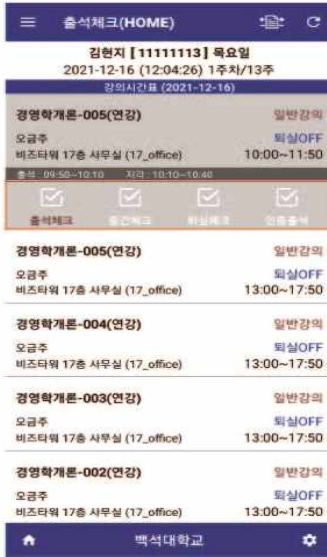 출석체크(HOME)
김현지 [11111113] 목요일
2021-12-16 (12:04:26) 1주차/13주
강의시간표 (2021-12-16)
경영학개론-005(연강) 일반강의
오금주 퇴실OFF
비즈타워 17층 사무실 (17_office) 10:00~11:50
출석 : 09:50~10:10 지각 : 10:10~10:40
출석체크 중간체크 퇴실체크 인증출석
경영학개론-005(연강) 일반강의
오금주 퇴실OFF
비즈타워 17층 사무실 (17_office) 13:00~17:50
경영학개론-004(연강) 일반강의
오금주 퇴실OFF
비즈타워 17층 사무실 (17_office) 13:00~17:50
경영학개론-003(연강) 일반강의
오금주 퇴실OFF
비즈타워 17층 사무실 (17_office) 13:00~17:50
경영학개론-002(연강) 일반강의
오금주 퇴실OFF
비즈타워 17층 사무실 (17_office) 13:00~17:50
백석대학교